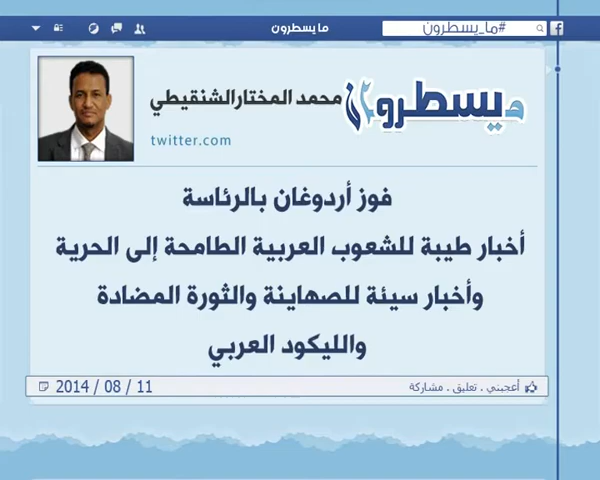 ما يسطرون
#ما_يسطرون
ما يسطرون
محمد المختار الشنقيطي
twitter.com
فوز أردوغان بالرئاسة
أخبار طيبة للشعوب العربية الطامحة إلى الحرية
وأخبار سيئة للصهاينة والثورة المضادة
والليكود العربي
أعجبني . تعليق . مشاركة
2014 / 08 / 11